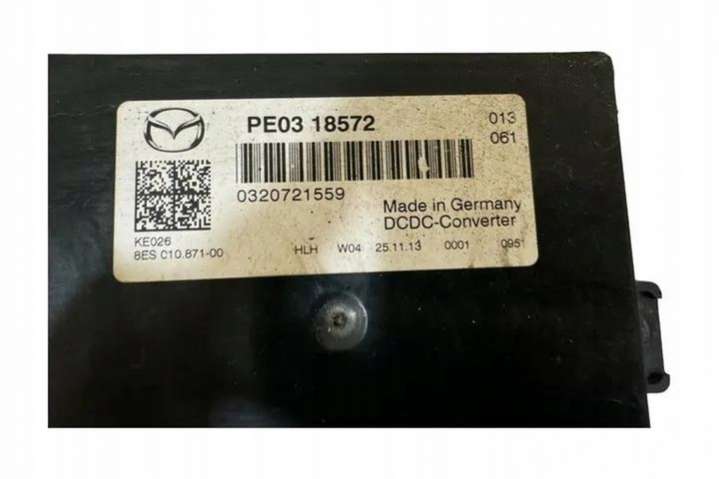 PE03 18572
013
061
0320721559
Made in Germany
DCDC-Converter
KE026
8ES 010.871-00
HLH W04 25.11.13 0001 095